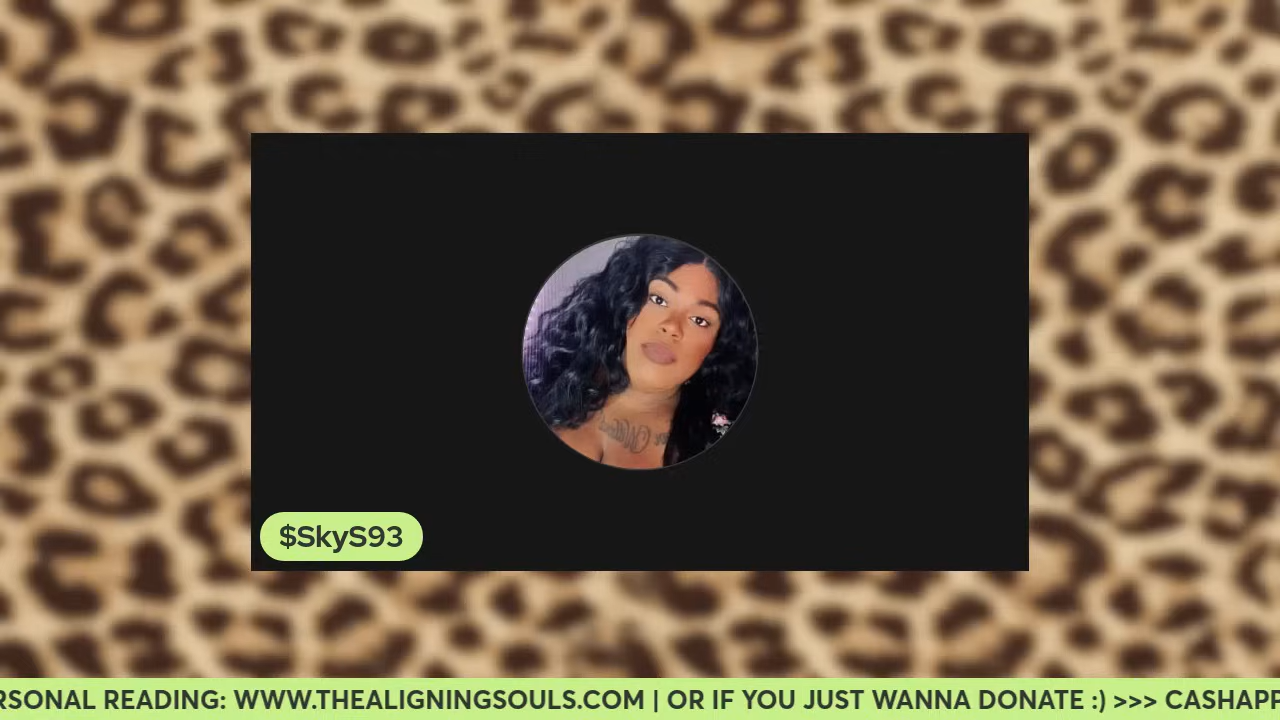 $SkyS93
RSONAL READING: WWW.THEALIGNINGSOULS.COM | OR IF YOU JUST WANNA DONATE :) >>> CASHAPP